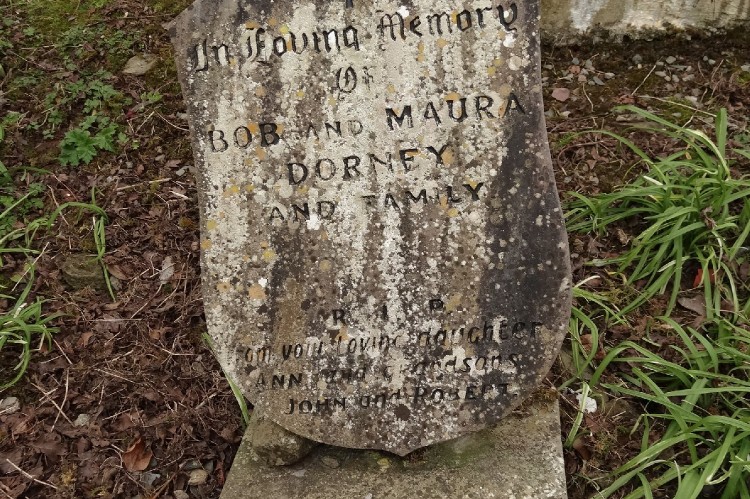 In Loving Memory
Of
BOB AND MAURA
DORNEY
AND FAMILY
R I P
From your loving daughter
ANN and Grandsons
JOHN and ROBERT